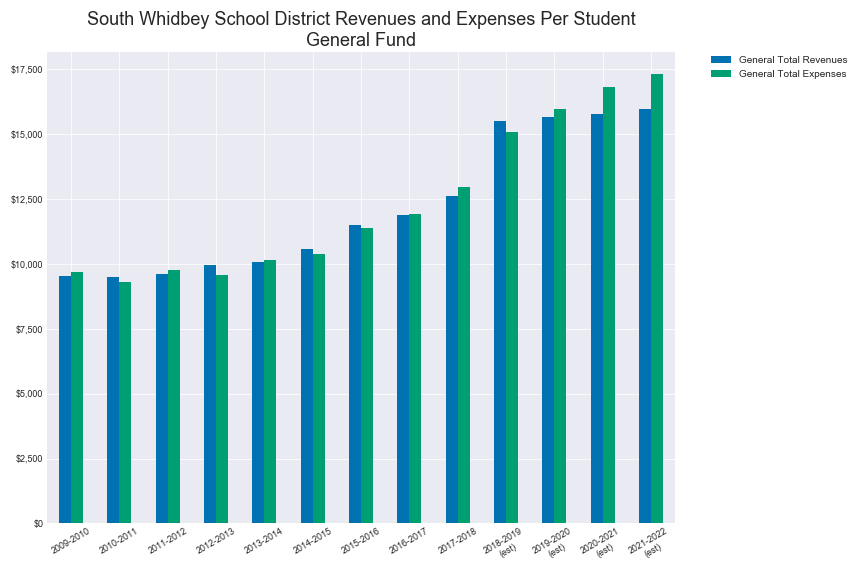 South Whidbey School District Revenues and Expenses Per Student
General Fund
General Total Revenues
General Total Expenses
$17,500
$15,000
$12,500
$10,000
$7,500
$5,000
$2,500
$0
2009-2010
2010-2011
2011-2012
2012-2013
2013-2014
2014-2015
2015-2016
2016-2017
2017-2018
2018-2019
(est)
2019-2020
(est)
2020-2021
(est)
2021-2022
(est)